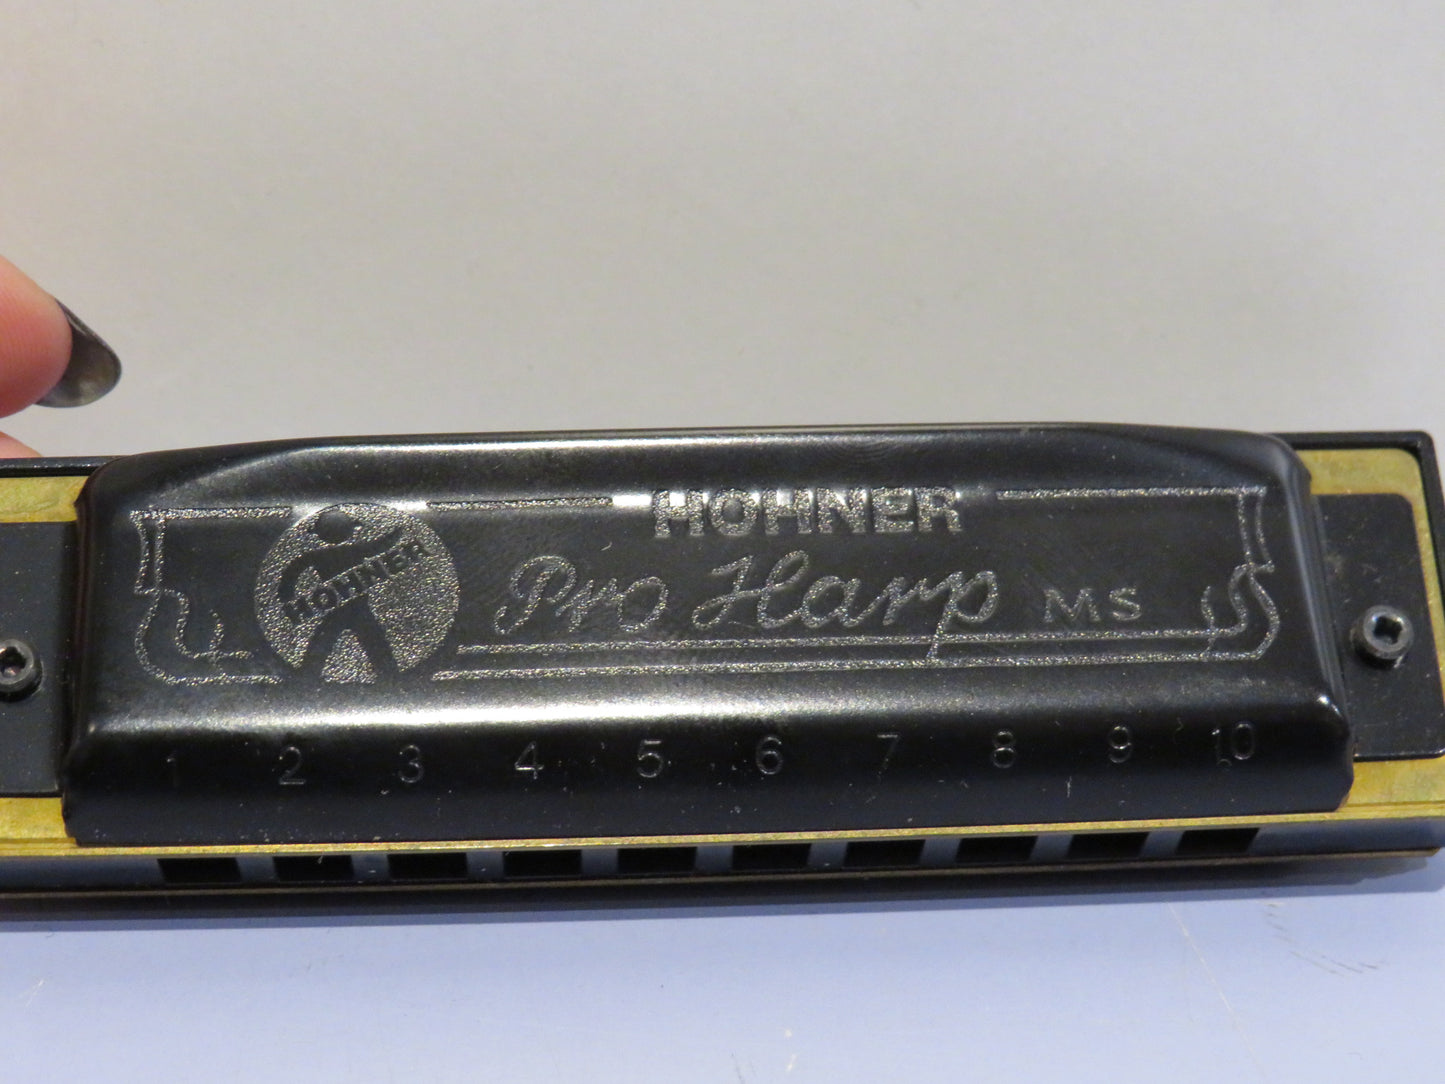 HOHNER
HOHNER
Pro Harp MS
1 2 3 4 5 6 7 8 9 10